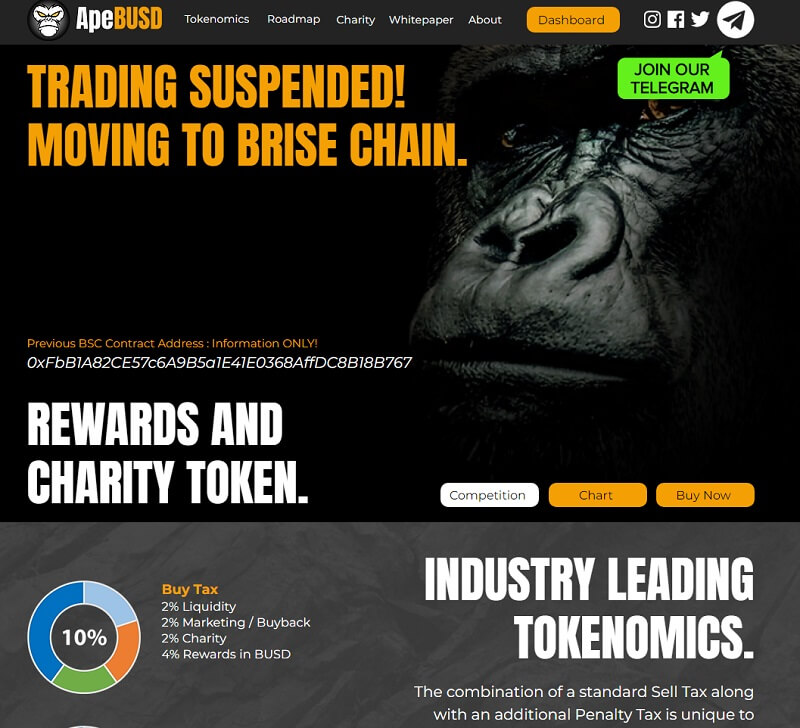 ApeBUSD
Tokenomics
Roadmap
Charity
Whitepaper
About
Dashboard
JOIN OUR
TELEGRAM
TRADING SUSPENDED!
MOVING TO BRISE CHAIN.
Previous BSC Contract Address : Information ONLY!
0xFbB1A82CE57c6A9B5a1E41E0368AffDC8B18B767
REWARDS AND
CHARITY TOKEN.
Competition
Chart
Buy Now
10%
Buy Tax
2% Liquidity
2% Marketing / Buyback
2% Charity
4% Rewards in BUSD
INDUSTRY LEADING
TOKENOMICS.
The combination of a standard Sell Tax along
with an additional Penalty Tax is unique to